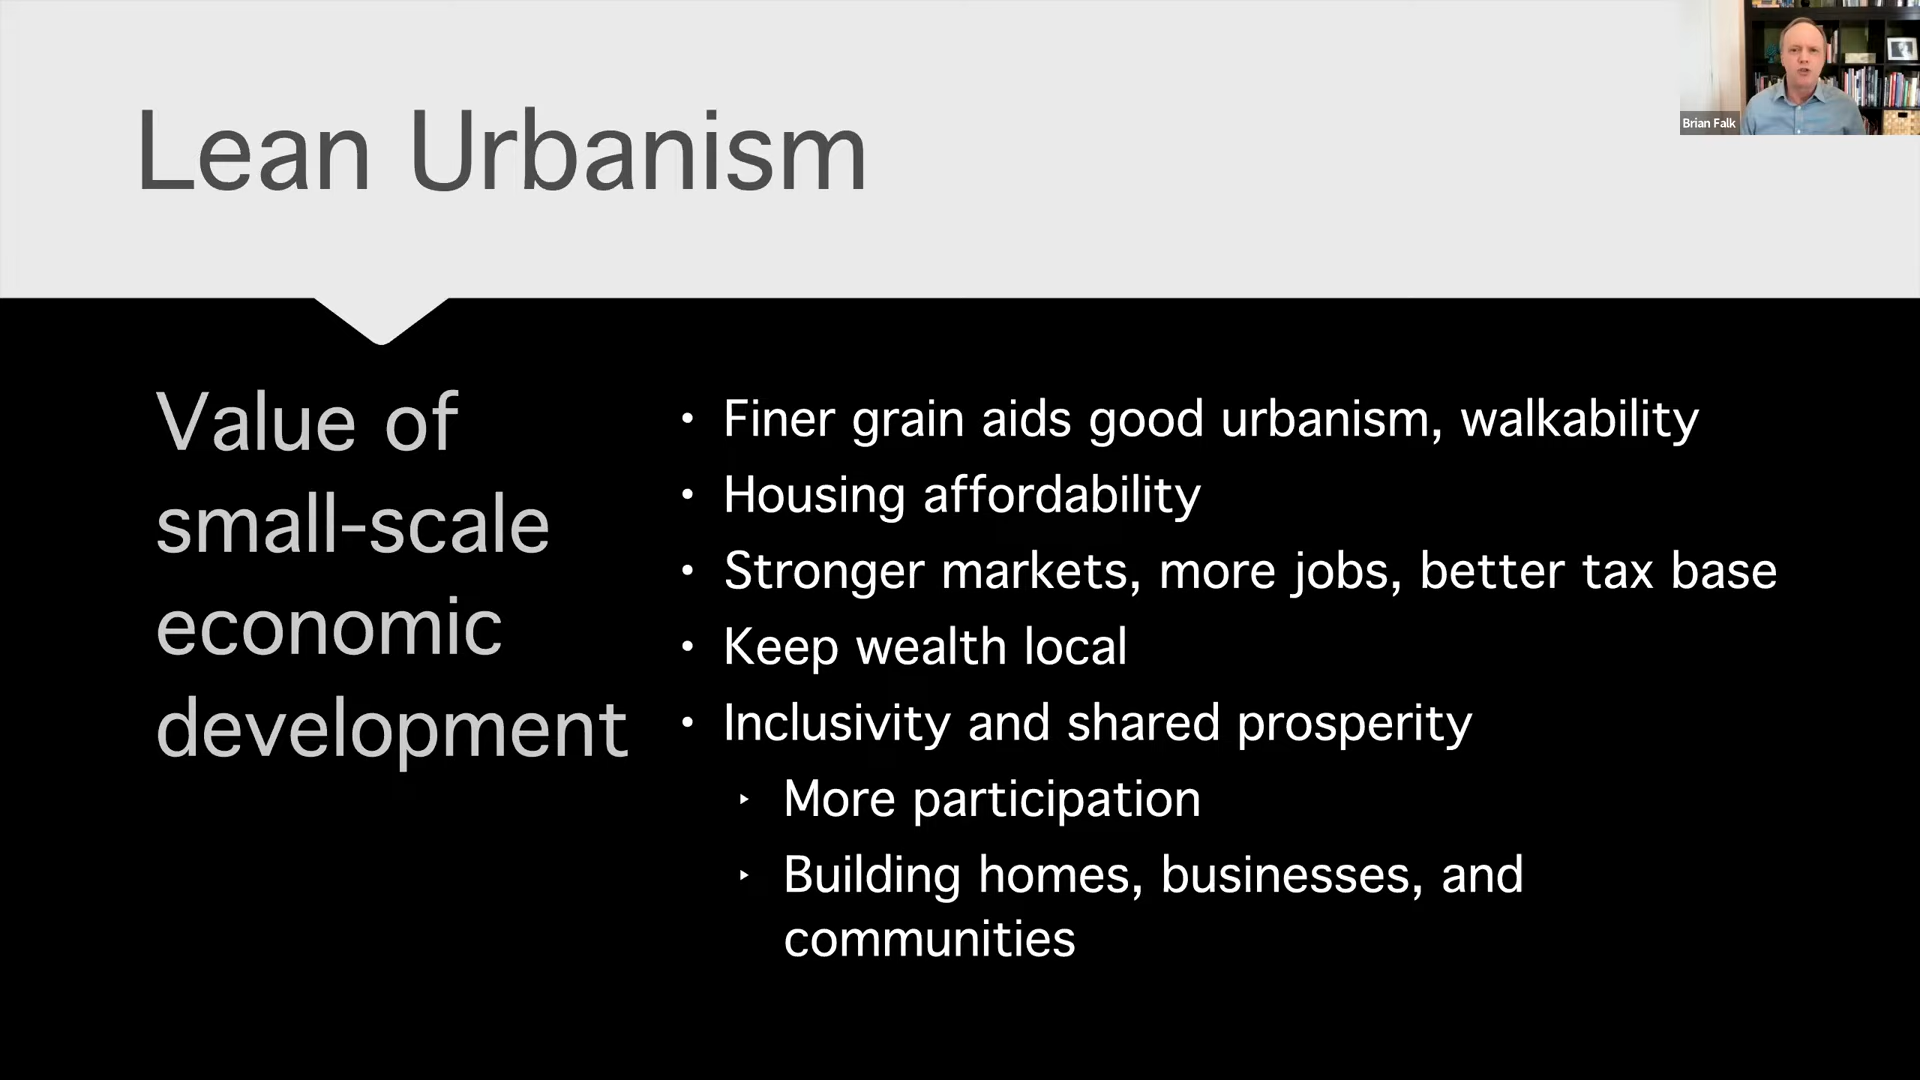 Lean Urbanism
Brian Falk
Value of
small-scale
economic
development
• Finer grain aids good urbanism, walkability
• Housing affordability
• Stronger markets, more jobs, better tax base
• Keep wealth local
• Inclusivity and shared prosperity
‣ More participation
‣ Building homes, businesses, and
communities